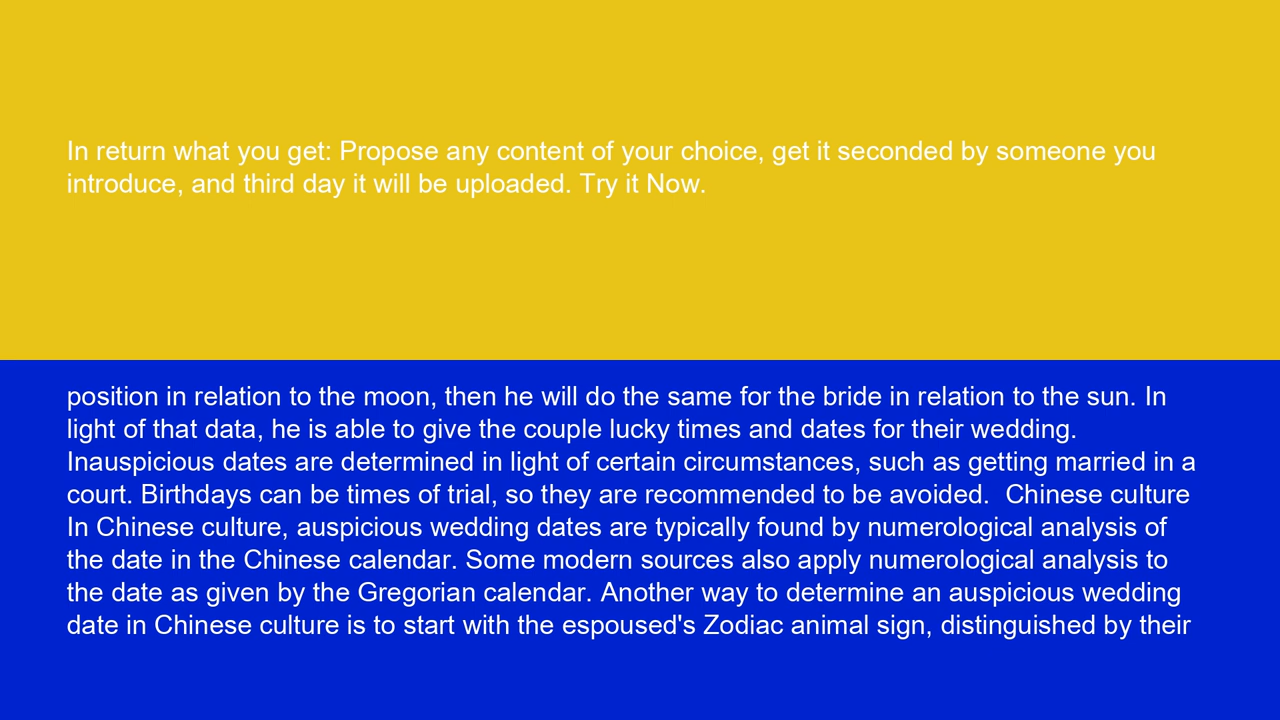 In return what you get: Propose any content of your choice, get it seconded by someone you
introduce, and third day it will be uploaded. Try it Now.
position in relation to the moon, then he will do the same for the bride in relation to the sun. In
light of that data, he is able to give the couple lucky times and dates for their wedding.
Inauspicious dates are determined in light of certain circumstances, such as getting married in a
court. Birthdays can be times of trial, so they are recommended to be avoided.  Chinese culture
In Chinese culture, auspicious wedding dates are typically found by numerological analysis of
the date in the Chinese calendar. Some modern sources also apply numerological analysis to
the date as given by the Gregorian calendar. Another way to determine an auspicious wedding
date in Chinese culture is to start with the espoused's Zodiac animal sign, distinguished by their